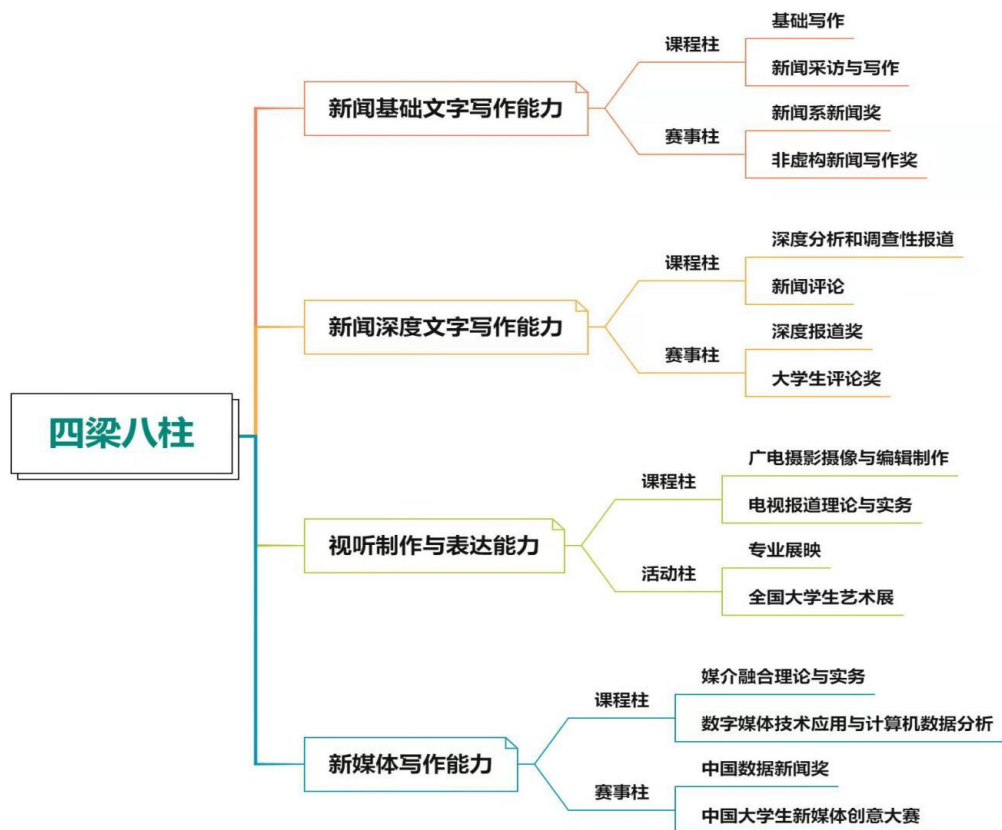 四梁八柱
新闻基础文字写作能力
课程柱
基础写作
新闻采访与写作
赛事柱
新闻系新闻奖
非虚构新闻写作奖
新闻深度文字写作能力
课程柱
深度分析和调查性报道
新闻评论
赛事柱
深度报道奖
大学生评论奖
视听制作与表达能力
课程柱
广电摄影摄像与编辑制作
电视报道理论与实务
活动柱
专业展映
全国大学生艺术展
新媒体写作能力
课程柱
媒介融合理论与实务
数字媒体技术应用与计算机数据分析
赛事柱
中国数据新闻奖
中国大学生新媒体创意大赛